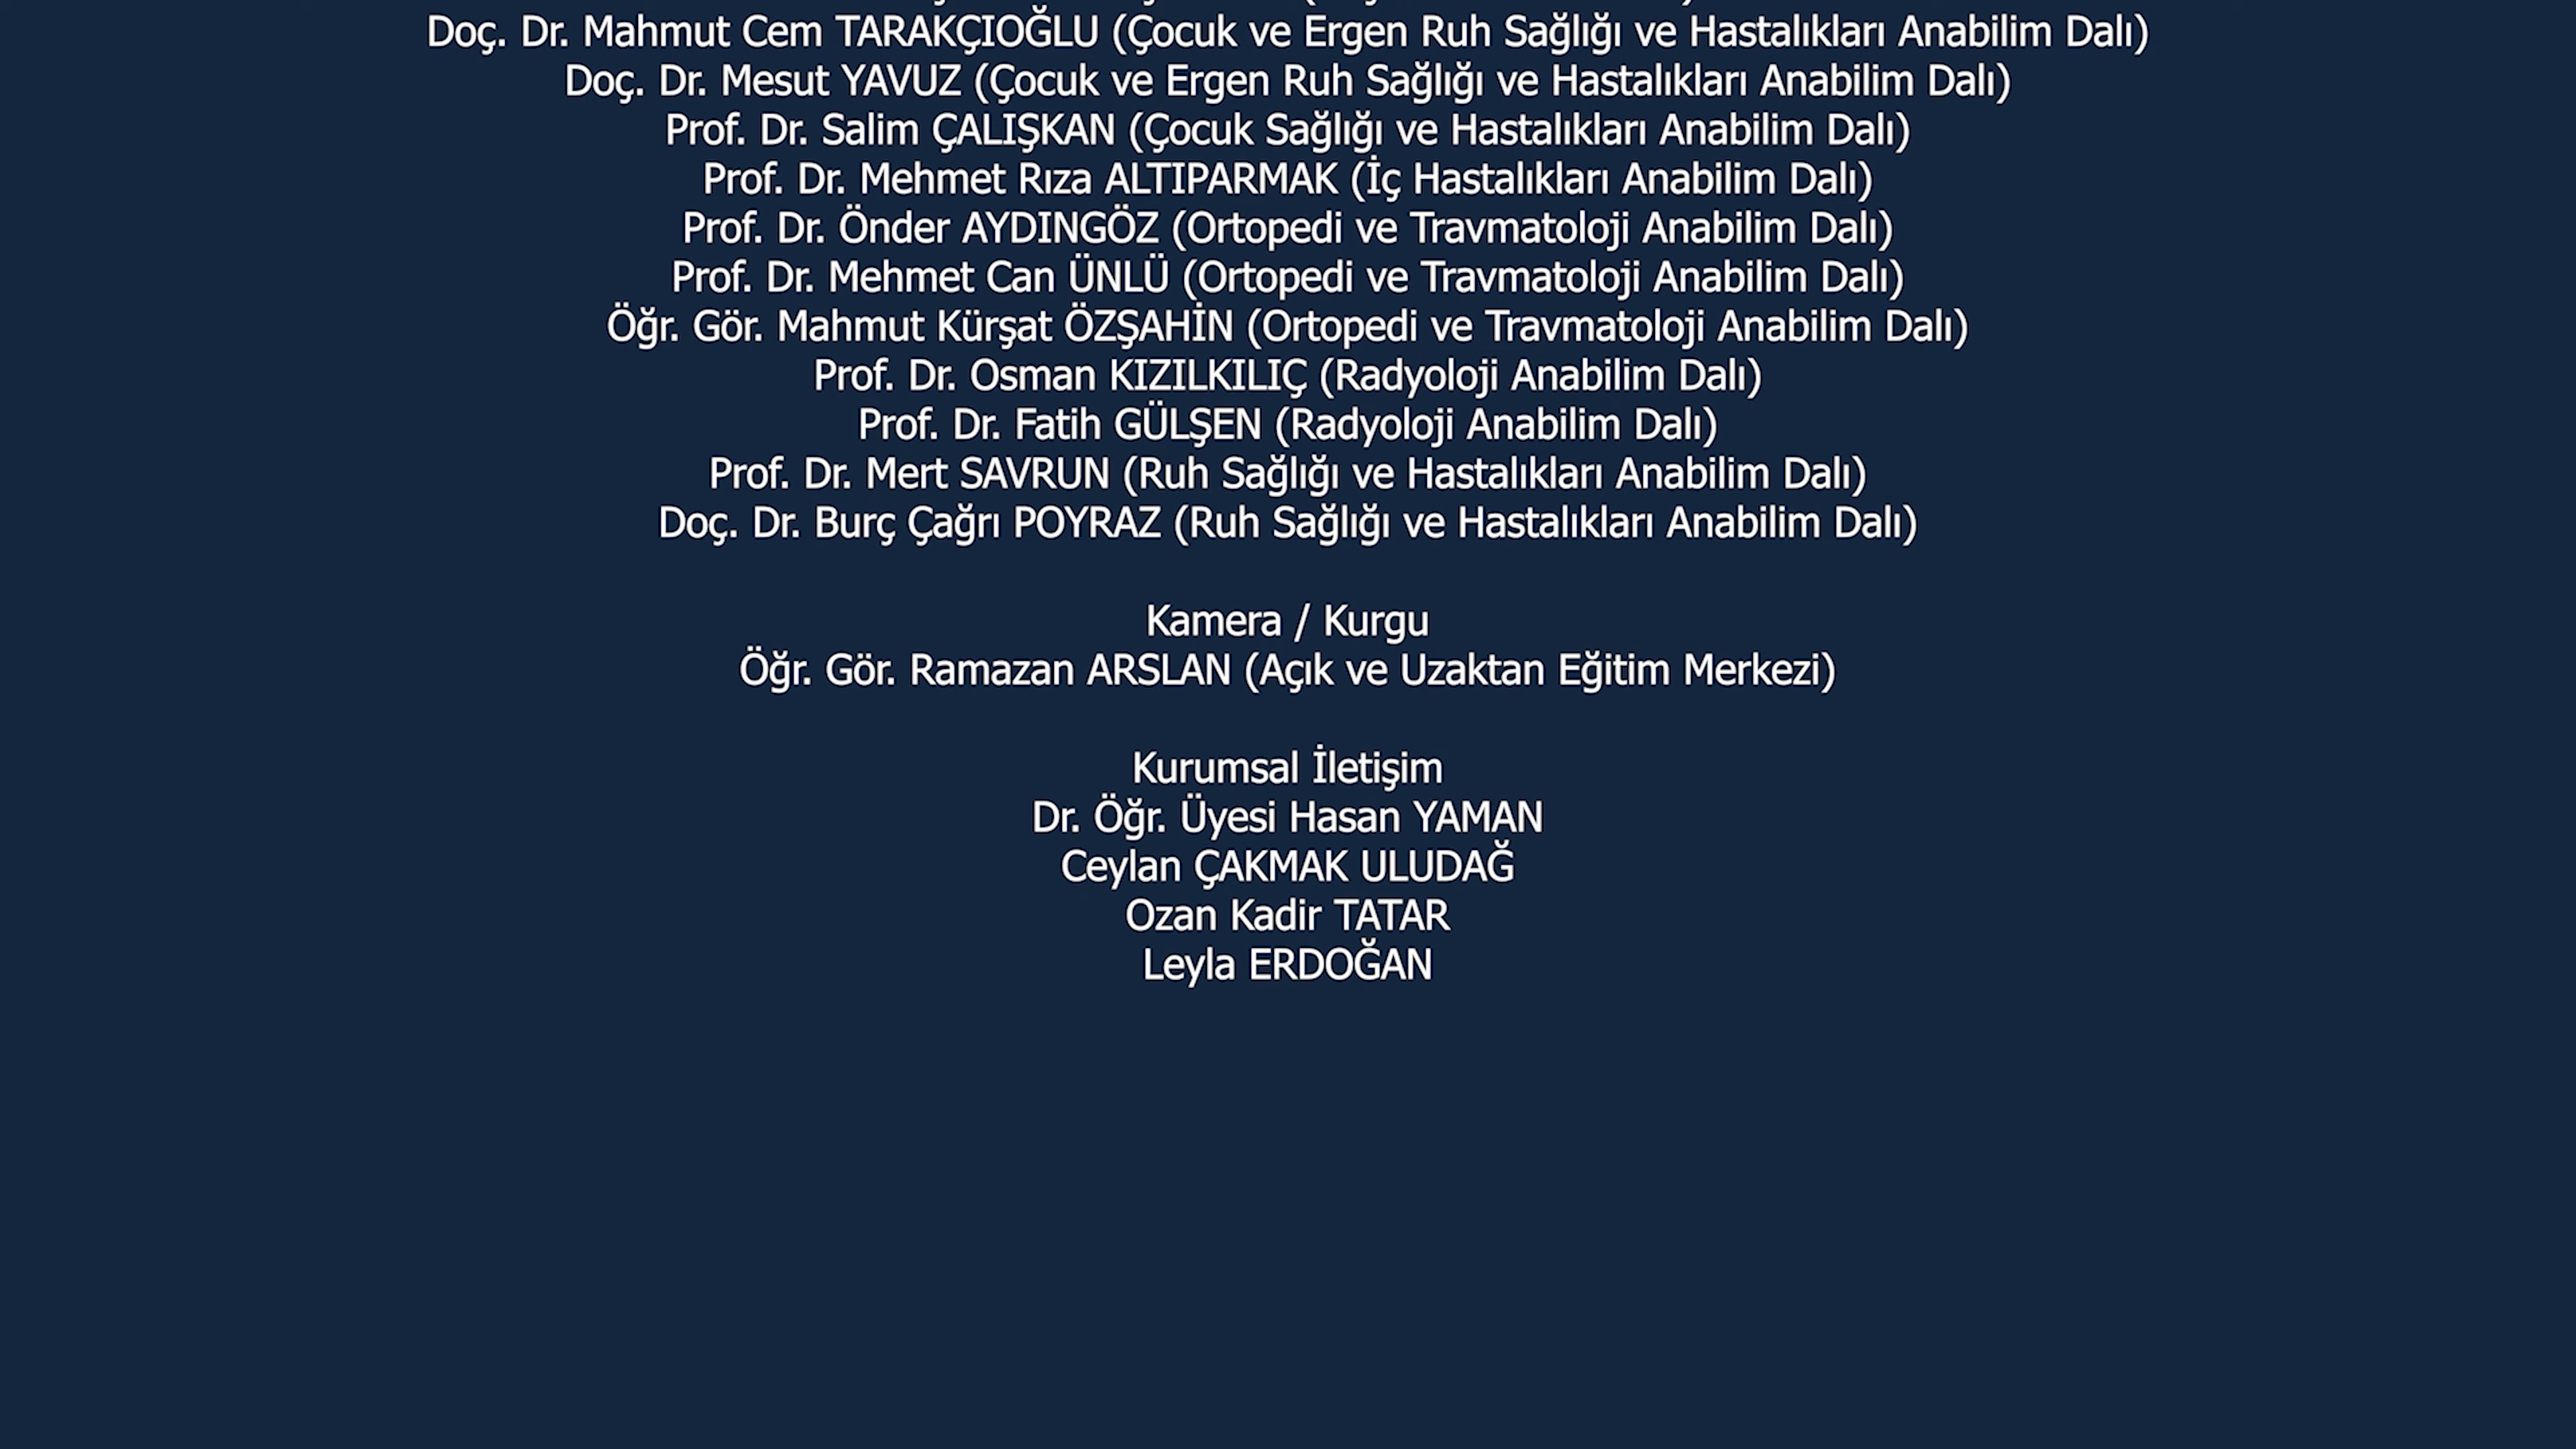 Doç. Dr. Mahmut Cem TARAKÇIOĞLU (Çocuk ve Ergen Ruh Sağlığı ve Hastalıkları Anabilim Dalı)
Doç. Dr. Mesut YAVUZ (Çocuk ve Ergen Ruh Sağlığı ve Hastalıkları Anabilim Dalı)
Prof. Dr. Salim ÇALIŞKAN (Çocuk Sağlığı ve Hastalıkları Anabilim Dalı)
Prof. Dr. Mehmet Rıza ALTIPARMAK (İç Hastalıkları Anabilim Dalı)
Prof. Dr. Önder AYDINGÖZ (Ortopedi ve Travmatoloji Anabilim Dalı)
Prof. Dr. Mehmet Can ÜNLÜ (Ortopedi ve Travmatoloji Anabilim Dalı)
Öğr. Gör. Mahmut Kürşat ÖZŞAHİN (Ortopedi ve Travmatoloji Anabilim Dalı)
Prof. Dr. Osman KIZILKILIÇ (Radyoloji Anabilim Dalı)
Prof. Dr. Fatih GÜLŞEN (Radyoloji Anabilim Dalı)
Prof. Dr. Mert SAVRUN (Ruh Sağlığı ve Hastalıkları Anabilim Dalı)
Doç. Dr. Burç Çağrı POYRAZ (Ruh Sağlığı ve Hastalıkları Anabilim Dalı)
Kamera / Kurgu
Öğr. Gör. Ramazan ARSLAN (Açık ve Uzaktan Eğitim Merkezi)
Kurumsal İletişim
Dr. Öğr. Üyesi Hasan YAMAN
Ceylan ÇAKMAK ULUDAĞ
Ozan Kadir TATAR
Leyla ERDOĞAN